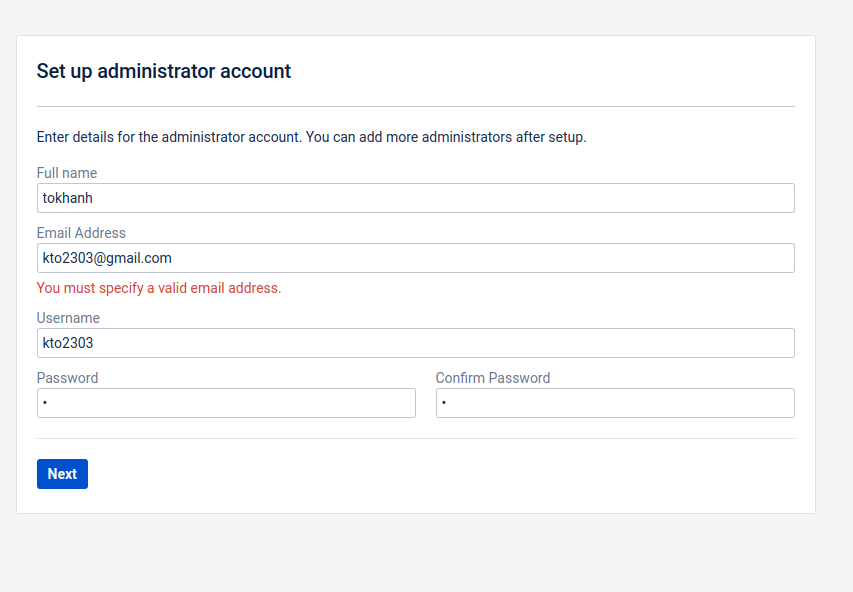 Set up administrator account
Enter details for the administrator account. You can add more administrators after setup.
Full name
tokhanh
Email Address
kto2303@gmail.com
You must specify a valid email address.
Username
kto2303
Password Confirm Password
• •
Next